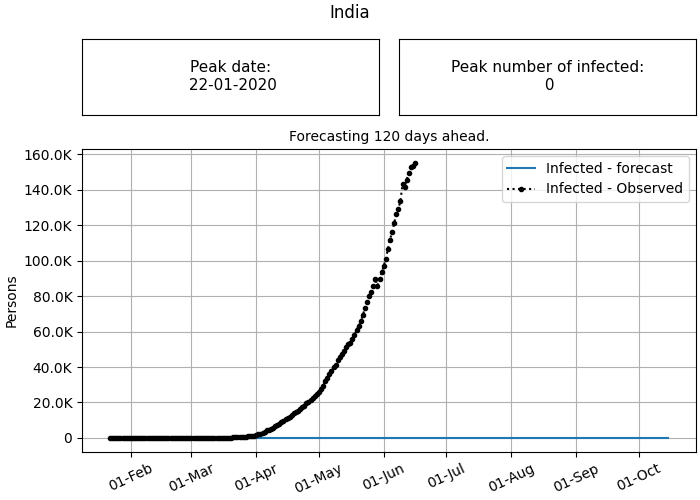 India
Peak date:
22-01-2020
Peak number of infected:
0
Forecasting 120 days ahead.
Infected - forecast
Infected - Observed
Persons
160.0K
140.0K
120.0K
100.0K
80.0K
60.0K
40.0K
20.0K
0
01-Feb
01-Mar
01-Apr
01-May
01-Jun
01-Jul
01-Aug
01-Sep
01-Oct